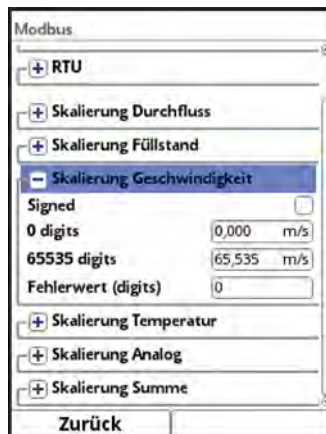 Modbus
RTU
Skalierung Durchfluss
Skalierung Füllstand
Skalierung Geschwindigkeit
Signed
0 digits 0,000 m/s
65535 digits 65,535 m/s
Fehlerwert (digits) 0
Skalierung Temperatur
Skalierung Analog
Skalierung Summe
Zurück